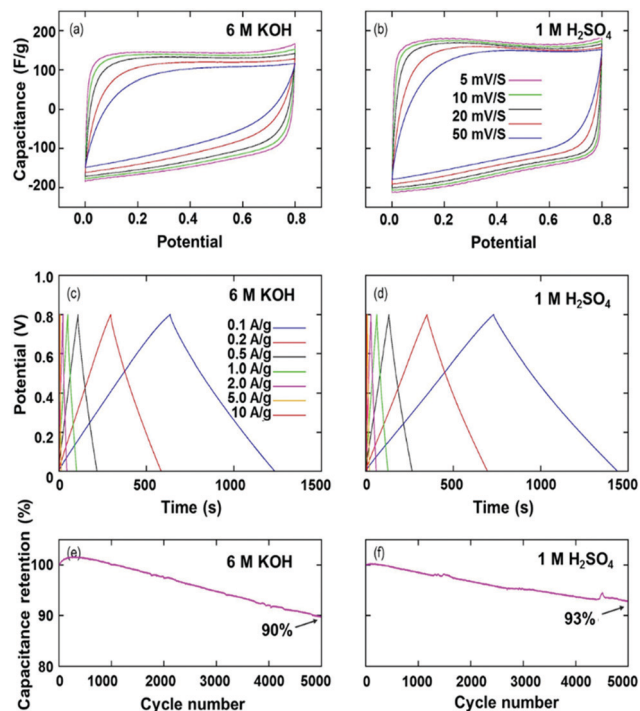 (a)
6 M KOH
Capacitance (F/g)
200
100
0
-100
-200
0.0 0.2 0.4 0.6 0.8
Potential
(b)
1 M H₂SO₄
5 mV/S
10 mV/S
20 mV/S
50 mV/S
0.0 0.2 0.4 0.6 0.8
Potential
(c)
6 M KOH
Potential (V)
1.0
0.8
0.6
0.4
0.2
0
0.1 A/g
0.2 A/g
0.5 A/g
1.0 A/g
2.0 A/g
5.0 A/g
10 A/g
0 500 1000 1500
Time (s)
(d)
1 M H₂SO₄
0 500 1000 1500
Time (s)
(e)
6 M KOH
Capacitance retention (%)
100
90
80
90%
0 1000 2000 3000 4000 5000
Cycle number
(f)
1 M H₂SO₄
93%
0 1000 2000 3000 4000 5000
Cycle number